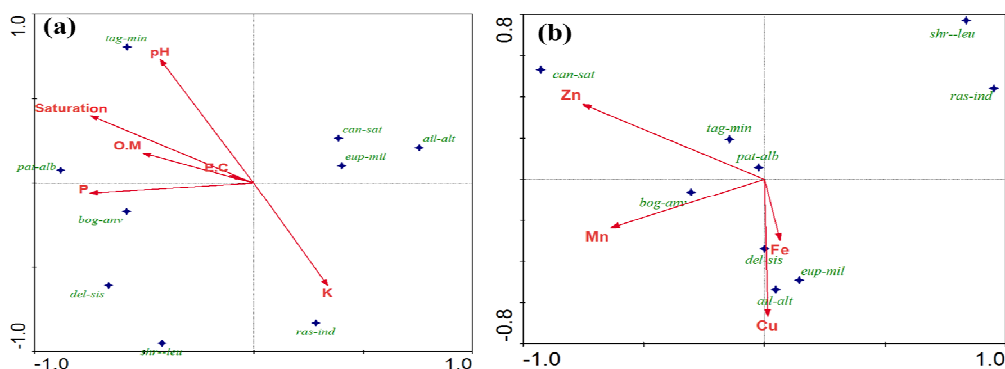 (a)
1.0
tag-min
pH
Saturation
O.M
E.C
can-sat
ail-alt
eup-mil
pat-alb
P
bog-anv
del-sis
K
ras-ind
shr--leu
-1.0
-1.0
1.0
(b)
0.8
shr--leu
can-sat
Zn
ras-ind
tag-min
pat-alb
bog-anv
Mn
Fe
del-sis
eup-mil
ail-alt
Cu
-0.8
-1.0
1.0